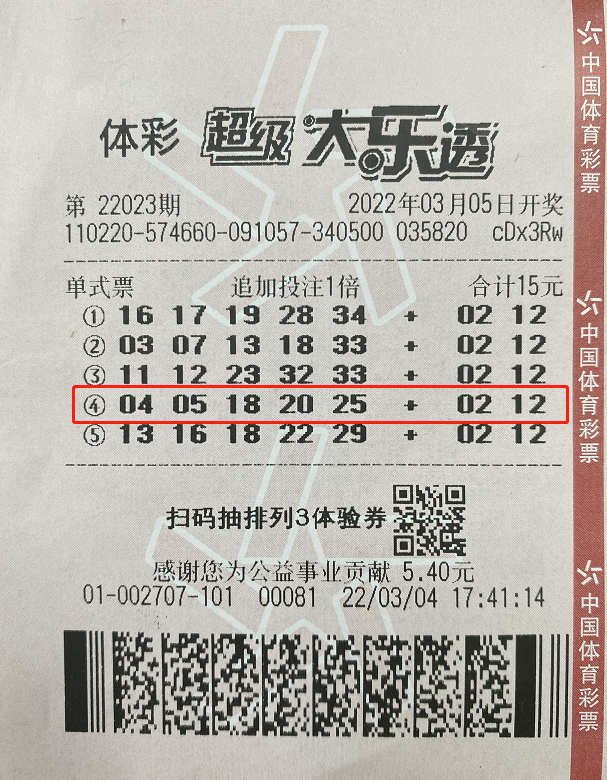 体彩 超级大乐透
第 22023期 2022年03月05日开奖
110220-574660-091057-340500 035820 cDx3Rw
单式票 追加投注1倍 合计15元
① 16 17 19 28 34 + 02 12
② 03 07 13 18 33 + 02 12
③ 11 12 23 32 33 + 02 12
④ 04 05 18 20 25 + 02 12
⑤ 13 16 18 22 29 + 02 12
扫码抽排列3体验券
感谢您为公益事业贡献 5.40元
01-002707-101 00081 22/03/04 17:41:14
中国体育彩票
中国体育彩票
中国体育彩票